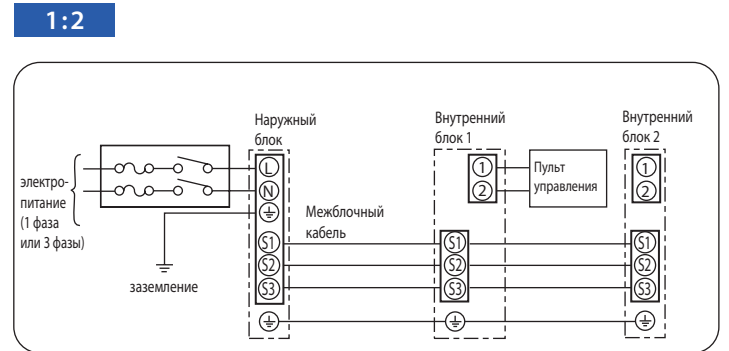 1:2
Наружный
блок
Внутренний
блок 1
Внутренний
блок 2
электро-
питание
(1 фаза
или 3 фазы)
L
N
заземление
Межблочный
кабель
S1
S2
S3
1
2
Пульт
управления
S1
S2
S3
1
2
S1
S2
S3